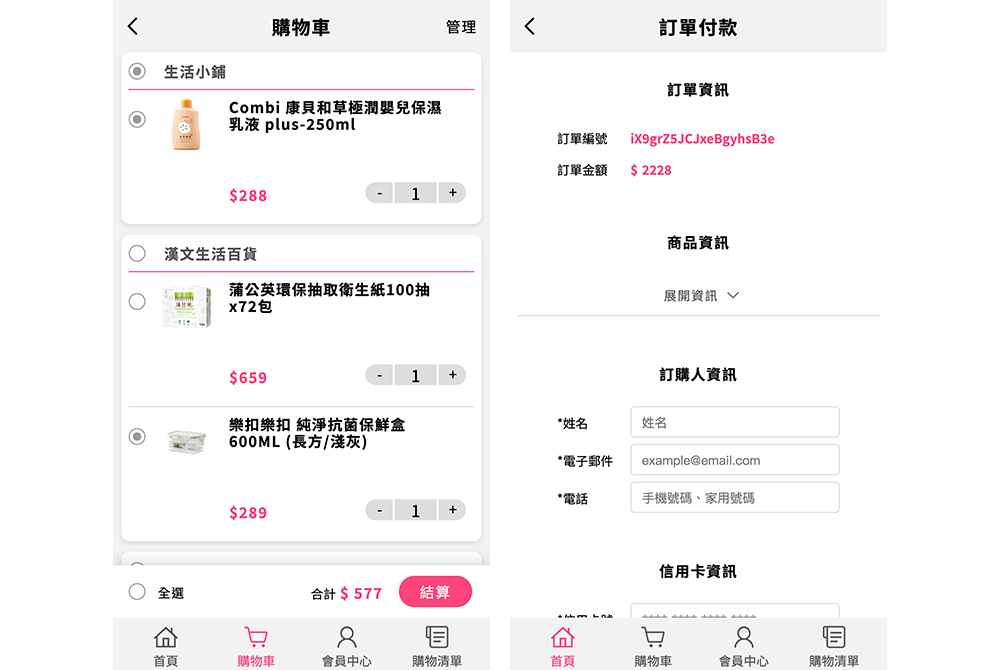 購物車
管理
生活小鋪
Combi 康貝和草極潤嬰兒保濕
乳液 plus-250ml
$288
- 1 +
漢文生活百貨
蒲公英環保抽取衛生紙100抽
x72包
$659
- 1 +
樂扣樂扣 純淨抗菌保鮮盒
600ML (長方/淺灰)
$289
- 1 +
全選
合計 $ 577
結算
首頁
購物車
會員中心
購物清單
訂單付款
訂單資訊
訂單編號 iX9grZ5JCJxeBgyhsB3e
訂單金額 $ 2228
商品資訊
展開資訊
訂購人資訊
*姓名 姓名
*電子郵件 example@email.com
*電話 手機號碼、家用號碼
信用卡資訊
首頁
購物車
會員中心
購物清單